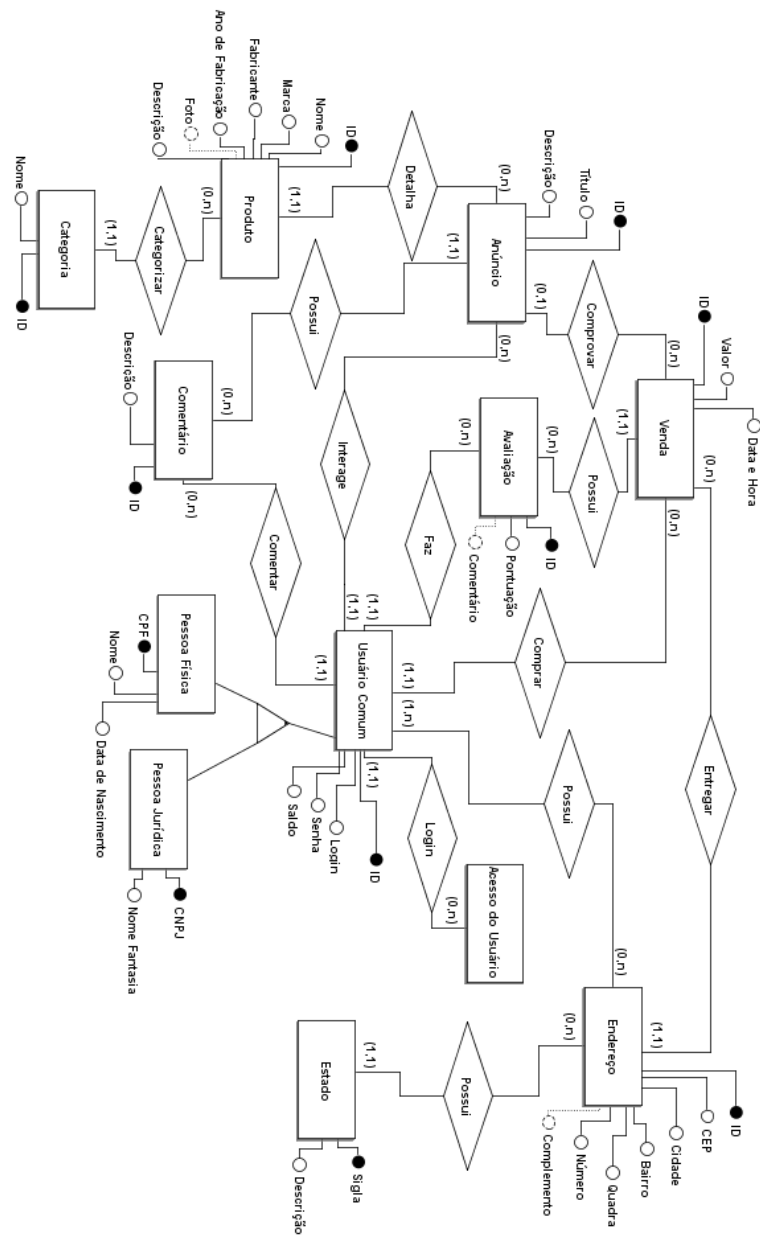 Data e Hora
Valor
ID
Venda
(0,n)
(0,n)
(1,1)
(0,n)
Entregar
(1,1)
ID
CEP
Cidade
Bairro
Quadra
Número
Complemento
Endereço
(0,n)
(0,n)
Comprovar
Possui
Comprar
Possui
ID
Título
Descrição
Anúncio
(0,1)
(0,n)
(1,1)
(0,n)
Avaliação
(0,n)
(0,n)
ID
Pontuação
Comentário
Acesso do Usuário
(0,n)
Possui
Detalha
Faz
Login
(1,1)
(1,n)
(1,1)
(1,1)
(1,1)
(1,1)
Usuário Comum
ID
Login
Senha
Saldo
Interage
Possui
Estado
(1,1)
Sigla
Descrição
ID
Nome
Marca
Fabricante
Ano de Fabricação
Foto
Descrição
Produto
(1,1)
(0,n)
Comentar
Comentário
(0,n)
(0,n)
Descrição
ID
Categorizar
Pessoa Física
CPF
Nome
Data de Nascimento
Pessoa Jurídica
CNPJ
Nome Fantasia
(1,1)
Categoria
Nome
ID